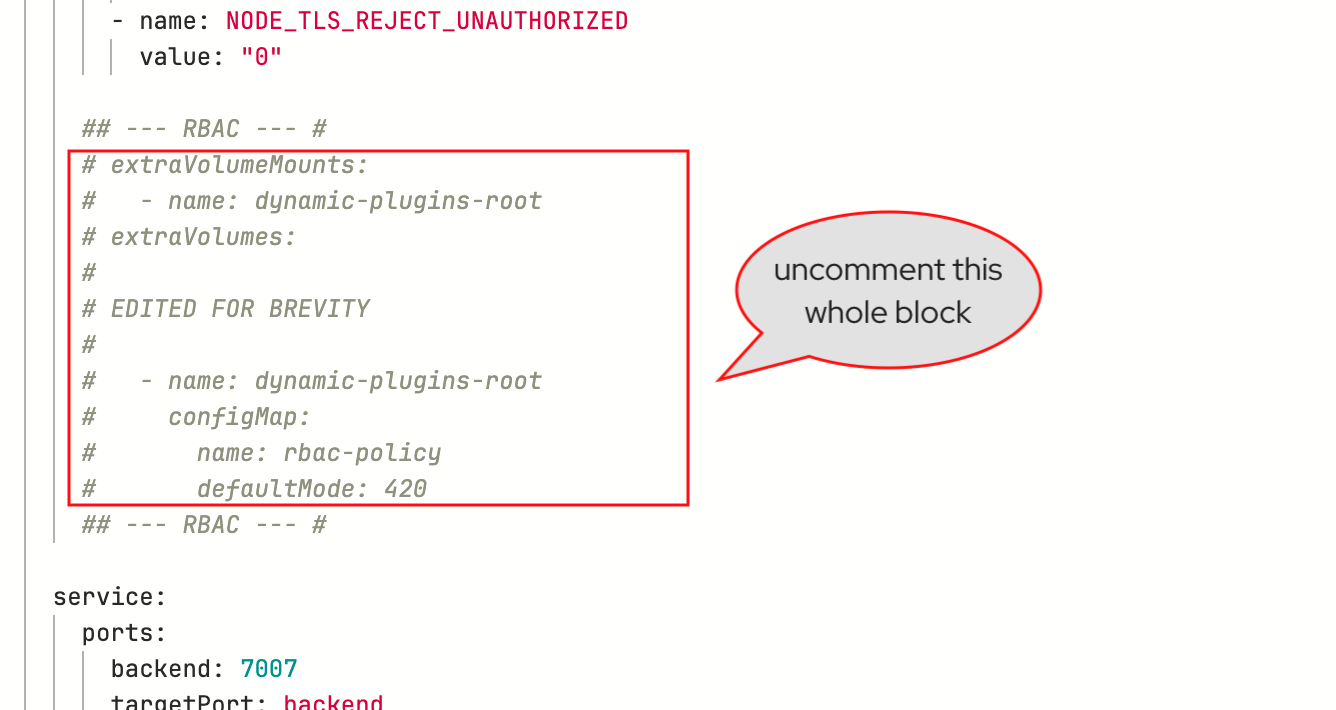 - name: NODE_TLS_REJECT_UNAUTHORIZED
value: "0"
## --- RBAC --- #
# extraVolumeMounts:
#   - name: dynamic-plugins-root
# extraVolumes:
#
# EDITED FOR BREVITY
#
#   - name: dynamic-plugins-root
#     configMap:
#       name: rbac-policy
#       defaultMode: 420
## --- RBAC --- #
uncomment this
whole block
service:
ports:
backend: 7007
targetPort: backend